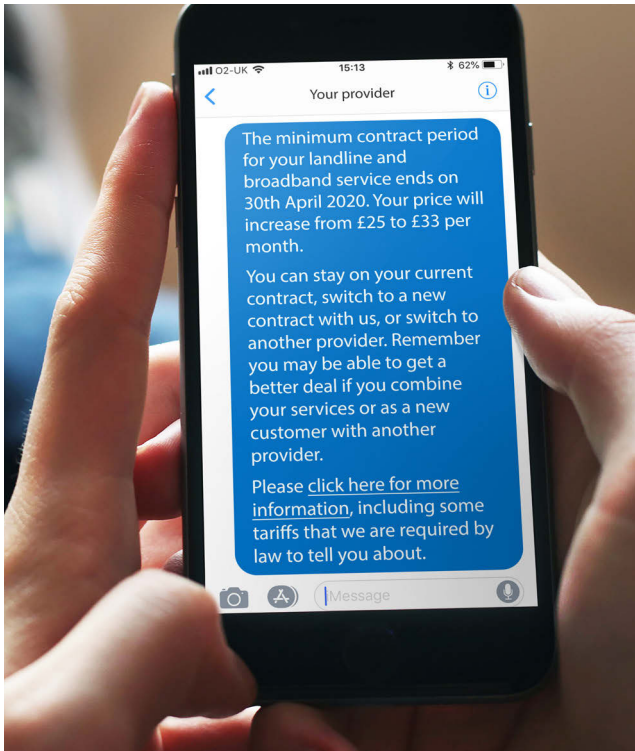 O2-UK 15:13 62%
Your provider
The minimum contract period
for your landline and
broadband service ends on
30th April 2020. Your price will
increase from £25 to £33 per
month.
You can stay on your current
contract, switch to a new
contract with us, or switch to
another provider. Remember
you may be able to get a
better deal if you combine
your services or as a new
customer with another
provider.
Please click here for more
information, including some
tariffs that we are required by
law to tell you about.
iMessage